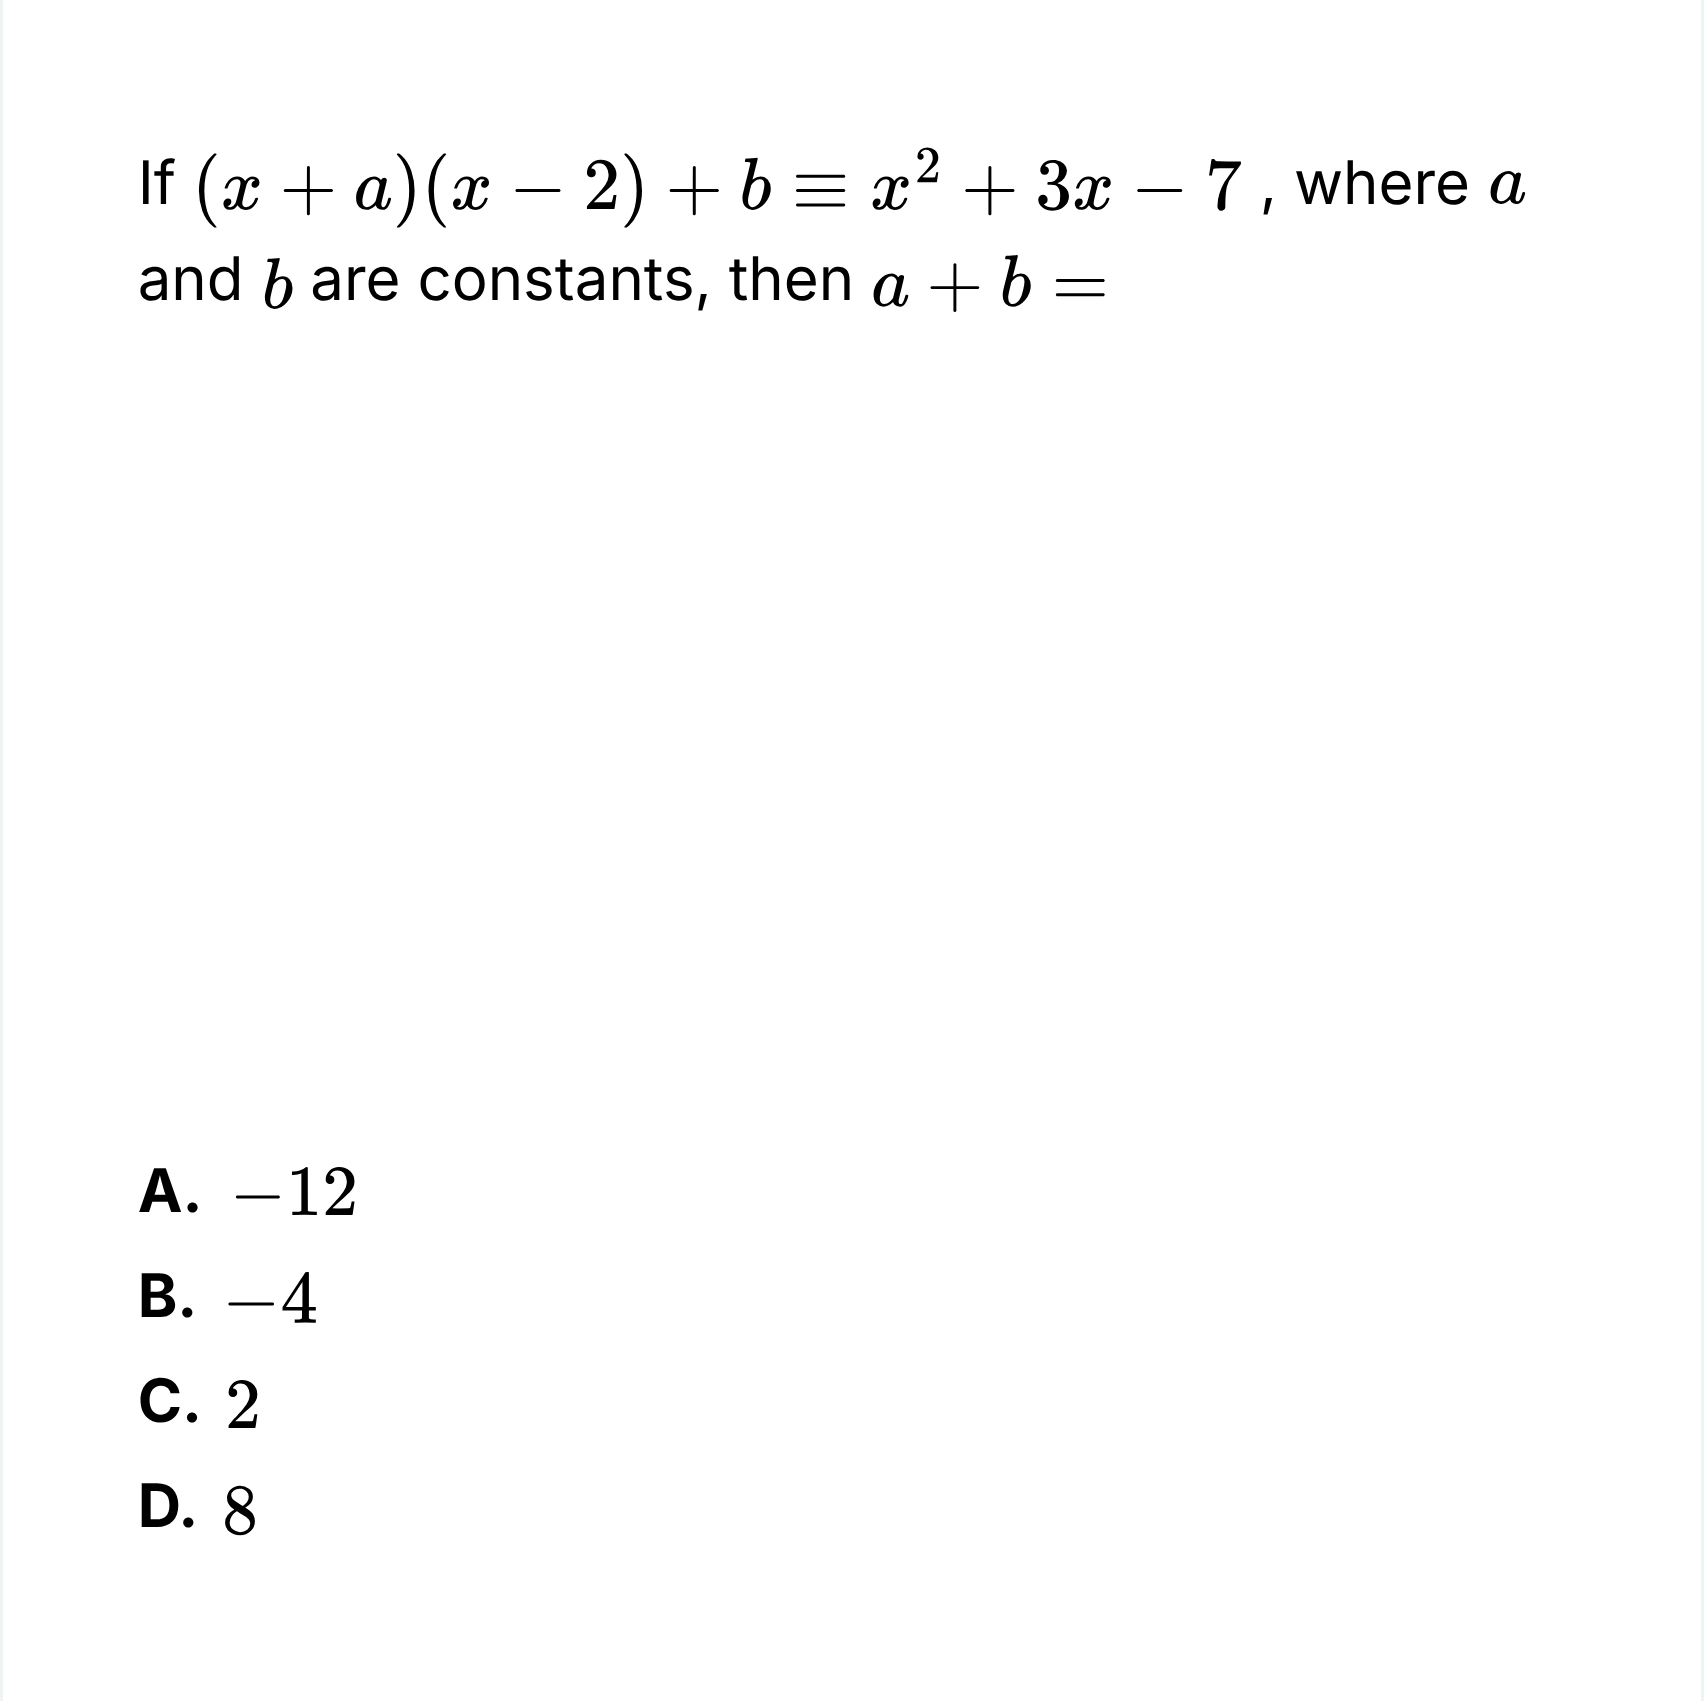 If (x + a)(x − 2) + b ≡ x² + 3x − 7 , where a
and b are constants, then a + b =
A. −12
B. −4
C. 2
D. 8